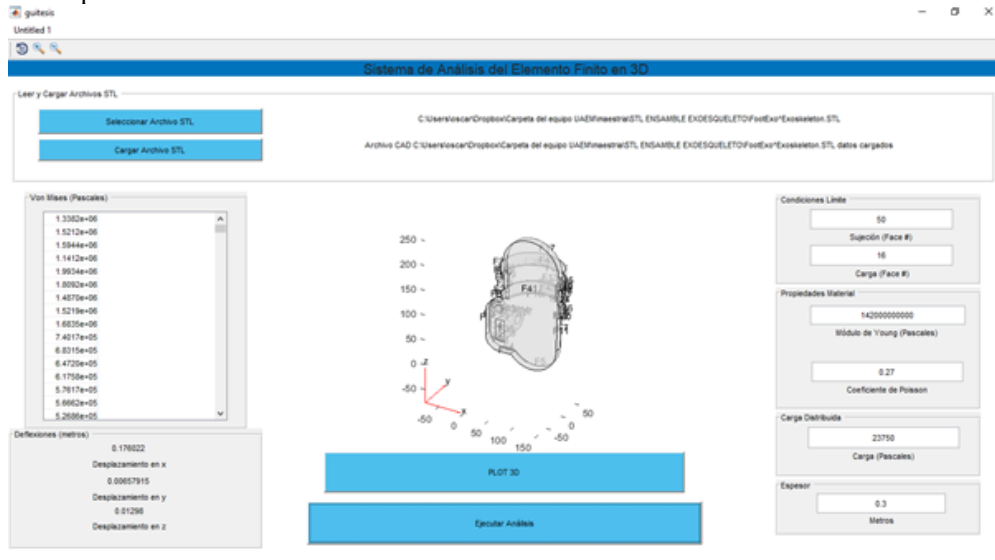 guitesis
Untitled 1
Sistema de Análisis del Elemento Finito en 3D
Leer y Cargar Archivos STL
Seleccionar Archivo STL
C:\Users\oscar\Dropbox\Carpeta del equipo UAEM\maestria\STL ENSAMBLE EXOESQUELETO\FootExo^Exoskeleton.STL
Cargar Archivo STL
Archivo CAD C:\Users\oscar\Dropbox\Carpeta del equipo UAEM\maestria\STL ENSAMBLE EXOESQUELETO\FootExo^Exoskeleton.STL datos cargados
Von Mises (Pascales)
1.3382e+06
1.5212e+06
1.5944e+06
1.1412e+06
1.9934e+06
1.8092e+06
1.4870e+06
1.5219e+06
1.6835e+06
7.4017e+05
6.8315e+05
6.4720e+05
6.1758e+05
5.7617e+05
5.6662e+05
5.2686e+05
Deflexiones (metros)
0.176022
Desplazamiento en x
0.00657915
Desplazamiento en y
0.01298
Desplazamiento en z
250
200
150
100
50
0
-50
z
y
x
F41
F5
-50
0
50
100
150
-50
0
50
PLOT 3D
Ejecutar Análisis
Condiciones Límite
50
Sujeción (Face #)
16
Carga (Face #)
Propiedades Material
142000000000
Módulo de Young (Pascales)
0.27
Coeficiente de Poisson
Carga Distribuida
23750
Carga (Pascales)
Espesor
0.3
Metros